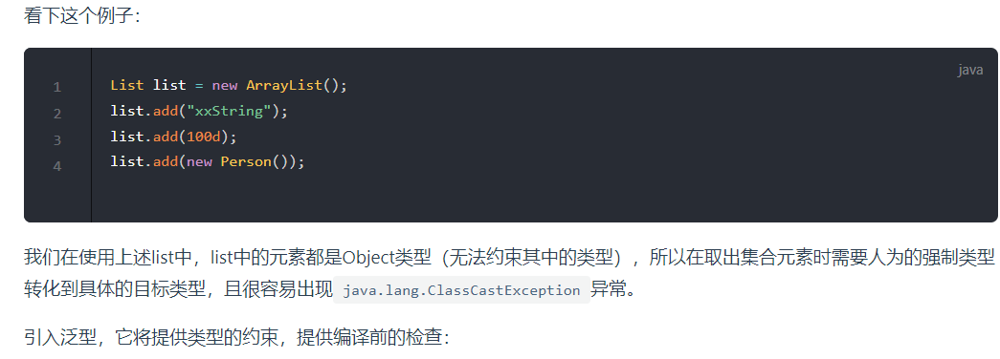 看下这个例子：
java
1 List list = new ArrayList();
2 list.add("xxString");
3 list.add(100d);
4 list.add(new Person());
我们在使用上述list中，list中的元素都是Object类型（无法约束其中的类型），所以在取出集合元素时需要人为的强制类型
转化到具体的目标类型，且很容易出现 java.lang.ClassCastException 异常。
引入泛型，它将提供类型的约束，提供编译前的检查：